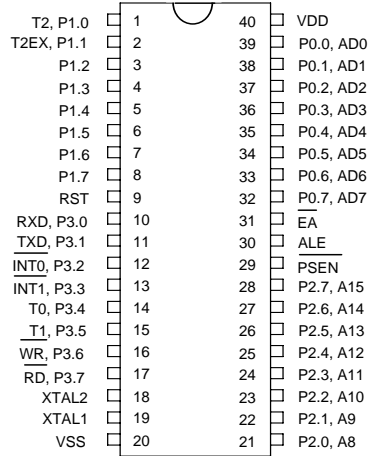 T2, P1.0 1 40 VDD
T2EX, P1.1 2 39 P0.0, AD0
P1.2 3 38 P0.1, AD1
P1.3 4 37 P0.2, AD2
P1.4 5 36 P0.3, AD3
P1.5 6 35 P0.4, AD4
P1.6 7 34 P0.5, AD5
P1.7 8 33 P0.6, AD6
RST 9 32 P0.7, AD7
RXD, P3.0 10 31 EA
TXD, P3.1 11 30 ALE
INT0, P3.2 12 29 PSEN
INT1, P3.3 13 28 P2.7, A15
T0, P3.4 14 27 P2.6, A14
T1, P3.5 15 26 P2.5, A13
WR, P3.6 16 25 P2.4, A12
RD, P3.7 17 24 P2.3, A11
XTAL2 18 23 P2.2, A10
XTAL1 19 22 P2.1, A9
VSS 20 21 P2.0, A8